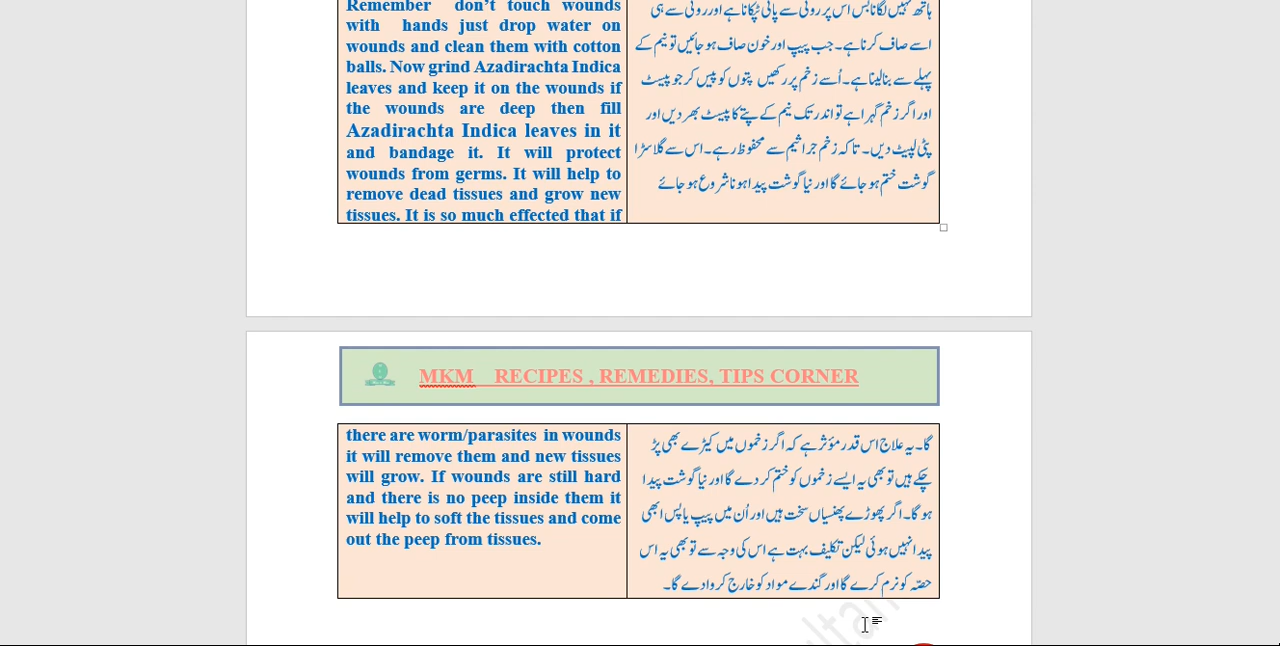 Remember don't touch wounds
with hands just drop water on
wounds and clean them with cotton
balls. Now grind Azadirachta Indica
leaves and keep it on the wounds if
the wounds are deep then fill
Azadirachta Indica leaves in it
and bandage it. It will protect
wounds from germs. It will help to
remove dead tissues and grow new
tissues. It is so much effected that if
ہاتھ نہیں لگانا بس اس پر روئی سے پانی ٹپکانا ہے اور روئی سے ہی
اسے صاف کرنا ہے۔ جب پیپ اور خون صاف ہو جائیں تو نیم کے
پہلے سے بنا لینا ہے۔ اُسے زخم پر رکھیں پتوں کو پیس کر جو پیسٹ
اور اگر زخم گہرا ہے تو اندر تک نیم کے پتے کا پیسٹ بھر دیں اور
پٹی لپیٹ دیں۔ تاکہ زخم جراثیم سے محفوظ رہے۔ اس سے گلا سڑا
گوشت ختم ہو جائے گا اور نیا گوشت پیدا ہونا شروع ہو جائے
MKM RECIPES , REMEDIES, TIPS CORNER
there are worm/parasites in wounds
it will remove them and new tissues
will grow. If wounds are still hard
and there is no peep inside them it
will help to soft the tissues and come
out the peep from tissues.
گا۔ یہ علاج اس قدر مؤثر ہے کہ اگر زخموں میں کیڑے بھی پڑ
چکے ہیں تو بھی یہ ایسے زخموں کو ختم کر دے گا اور نیا گوشت پیدا
ہو گا۔ اگر پھوڑے پھنسیاں سخت ہیں اور اُن میں پیپ یا پس ابھی
پیدا نہیں ہوئی لیکن تکلیف بہت ہے اس کی وجہ سے تو بھی یہ اس
حصّہ کو نرم کرے گا اور گندے مواد کو خارج کروا دے گا۔